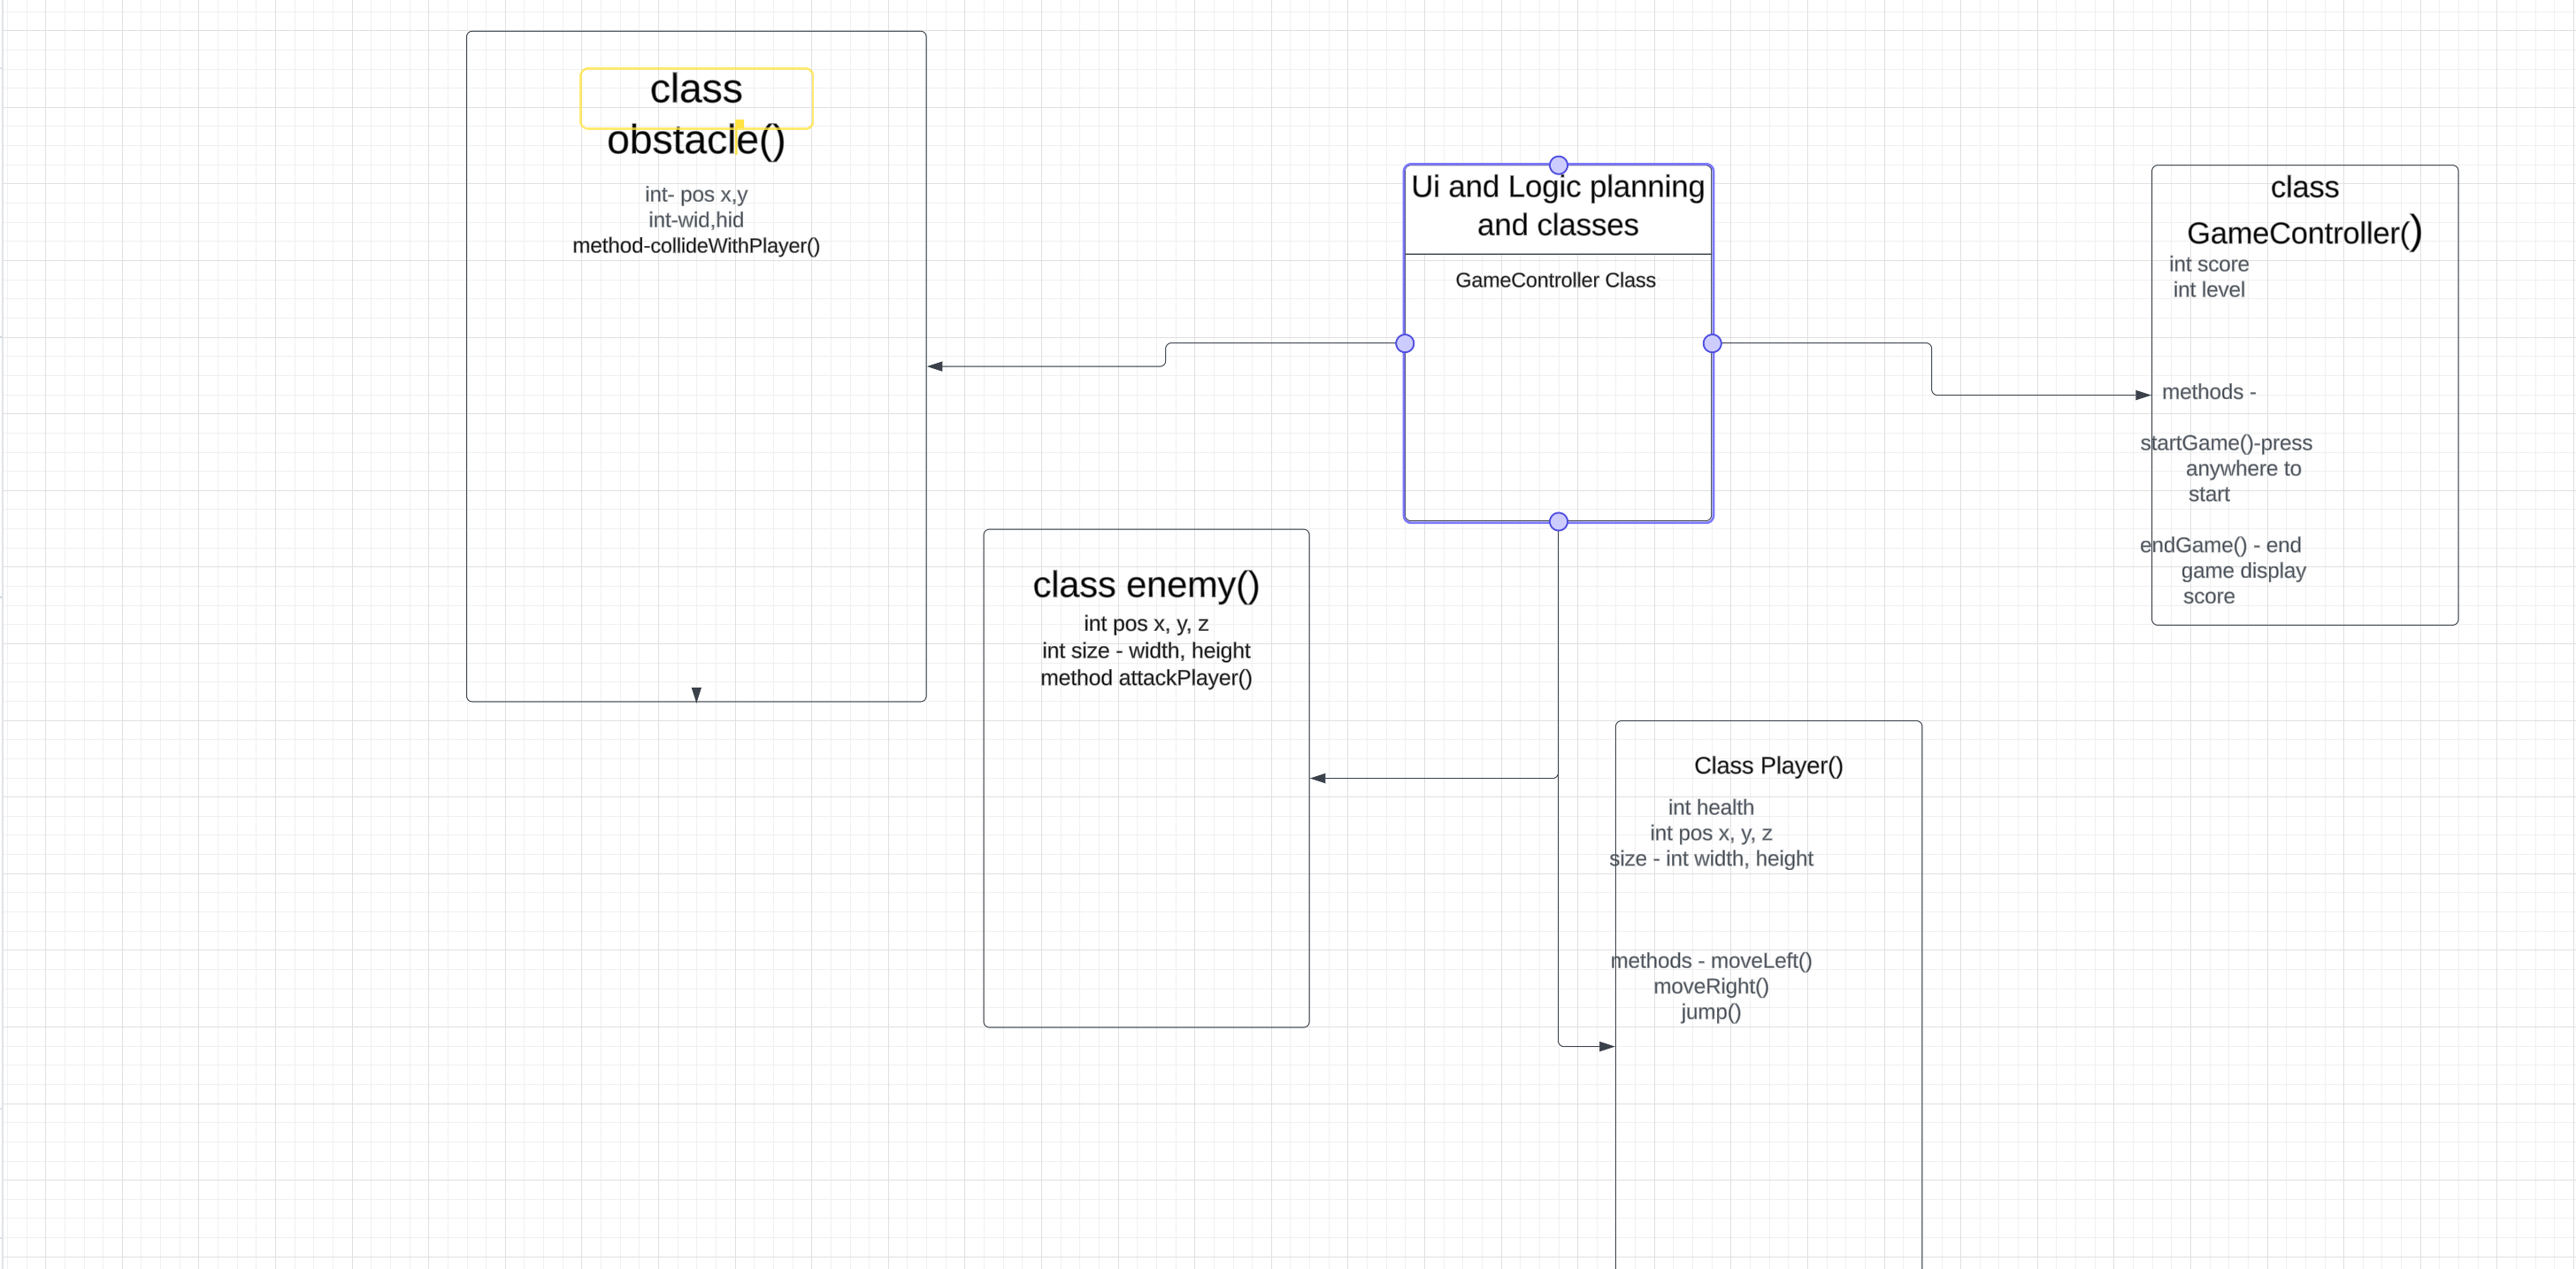 class
obstacle()
int- pos x,y
int-wid,hid
method-collideWithPlayer()
Ui and Logic planning
and classes
GameController Class
class
GameController()
int score
int level
methods -
startGame()-press
anywhere to
start
endGame() - end
game display
score
class enemy()
int pos x, y, z
int size - width, height
method attackPlayer()
Class Player()
int health
int pos x, y, z
size - int width, height
methods - moveLeft()
moveRight()
jump()